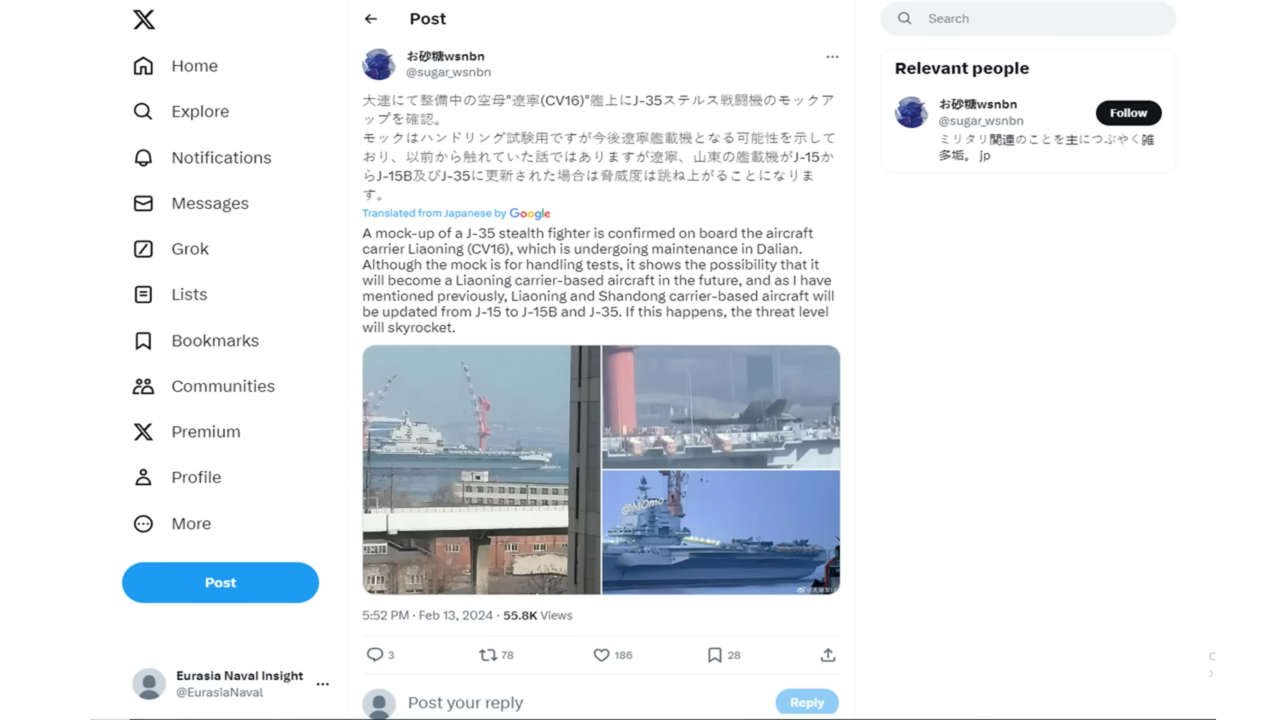 Post
Search
お砂糖wsnbn
@sugar_wsnbn
Relevant people
Home
大連にて整備中の空母"遼寧(CV16)"艦上にJ-35ステルス戦闘機のモックア
ップを確認。
モックはハンドリング試験用ですが今後遼寧艦載機となる可能性を示して
おり、以前から触れていた話ではありますが遼寧、山東の艦載機がJ-15か
らJ-15B及びJ-35に更新された場合は脅威度は跳ね上がることになりま
す。
お砂糖wsnbn
@sugar_wsnbn
Follow
ミリタリ関連のことを主につぶやく雑
多垢。 jp
Explore
Notifications
Messages
Translated from Japanese by Google
A mock-up of a J-35 stealth fighter is confirmed on board the aircraft
carrier Liaoning (CV16), which is undergoing maintenance in Dalian.
Although the mock is for handling tests, it shows the possibility that it
will become a Liaoning carrier-based aircraft in the future, and as I have
mentioned previously, Liaoning and Shandong carrier-based aircraft will
be updated from J-15 to J-15B and J-35. If this happens, the threat level
will skyrocket.
Grok
Lists
Bookmarks
Communities
Premium
Profile
More
Post
@MOmo
5:52 PM · Feb 13, 2024 · 55.8K Views
3
78
186
28
Eurasia Naval Insight
@EurasiaNaval
Post your reply
Reply